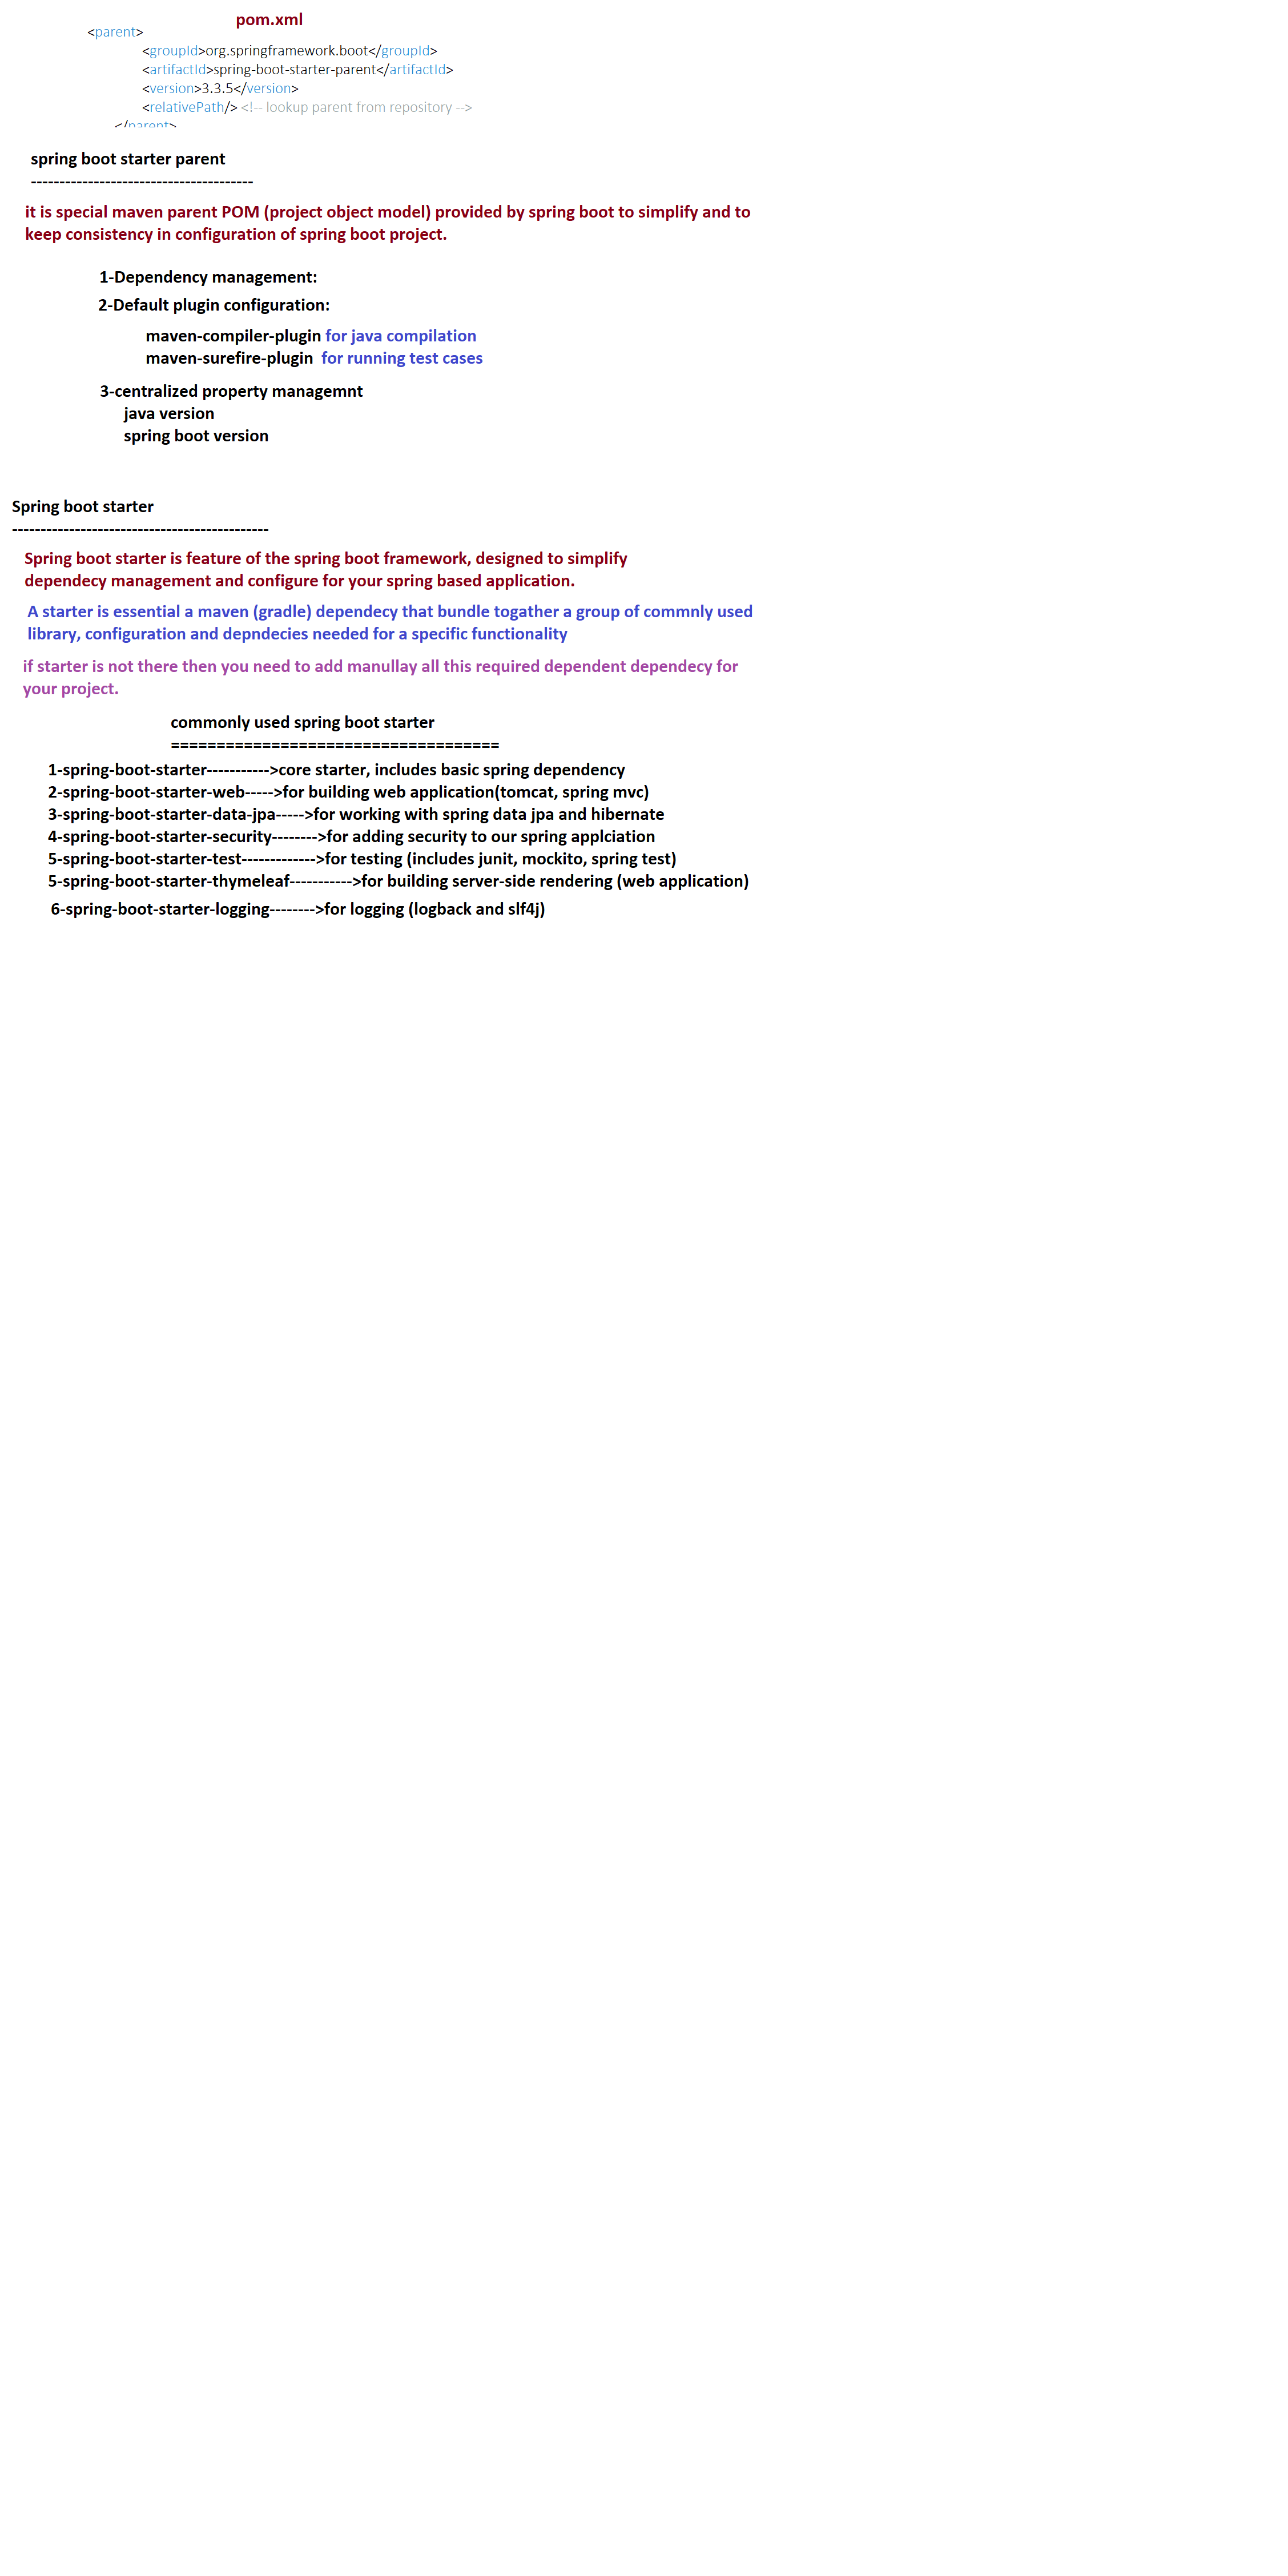 pom.xml
<parent>
<groupId>org.springframework.boot</groupId>
<artifactId>spring-boot-starter-parent</artifactId>
<version>3.3.5</version>
<relativePath/> <!-- lookup parent from repository -->
</parent>
spring boot starter parent
---------------------------------------
it is special maven parent POM (project object model) provided by spring boot to simplify and to
keep consistency in configuration of spring boot project.
1-Dependency management:
2-Default plugin configuration:
maven-compiler-plugin for java compilation
maven-surefire-plugin  for running test cases
3-centralized property managemnt
java version
spring boot version
Spring boot starter
---------------------------------------------
Spring boot starter is feature of the spring boot framework, designed to simplify
dependecy management and configure for your spring based application.
A starter is essential a maven (gradle) dependecy that bundle togather a group of commnly used
library, configuration and depndecies needed for a specific functionality
if starter is not there then you need to add manullay all this required dependent dependecy for
your project.
commonly used spring boot starter
====================================
1-spring-boot-starter----------->core starter, includes basic spring dependency
2-spring-boot-starter-web----->for building web application(tomcat, spring mvc)
3-spring-boot-starter-data-jpa----->for working with spring data jpa and hibernate
4-spring-boot-starter-security-------->for adding security to our spring applciation
5-spring-boot-starter-test------------->for testing (includes junit, mockito, spring test)
5-spring-boot-starter-thymeleaf----------->for building server-side rendering (web application)
6-spring-boot-starter-logging-------->for logging (logback and slf4j)